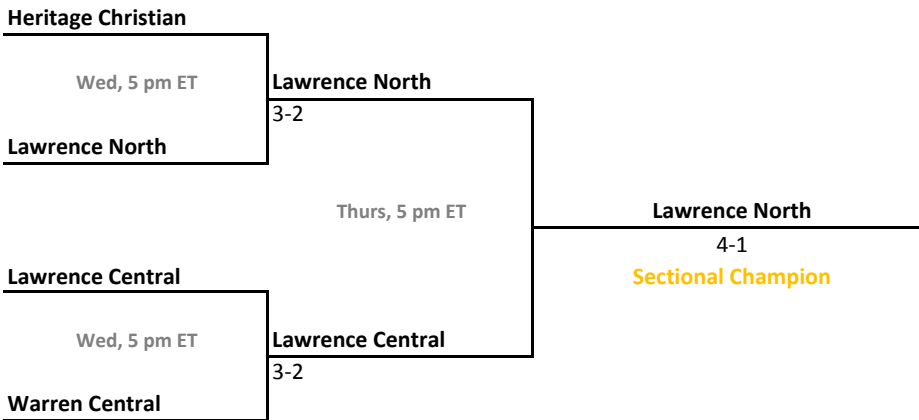 Heritage Christian
Wed, 5 pm ET
Lawrence North
3-2
Lawrence North
Thurs, 5 pm ET
Lawrence North
4-1
Sectional Champion
Lawrence Central
Wed, 5 pm ET
Lawrence Central
3-2
Warren Central